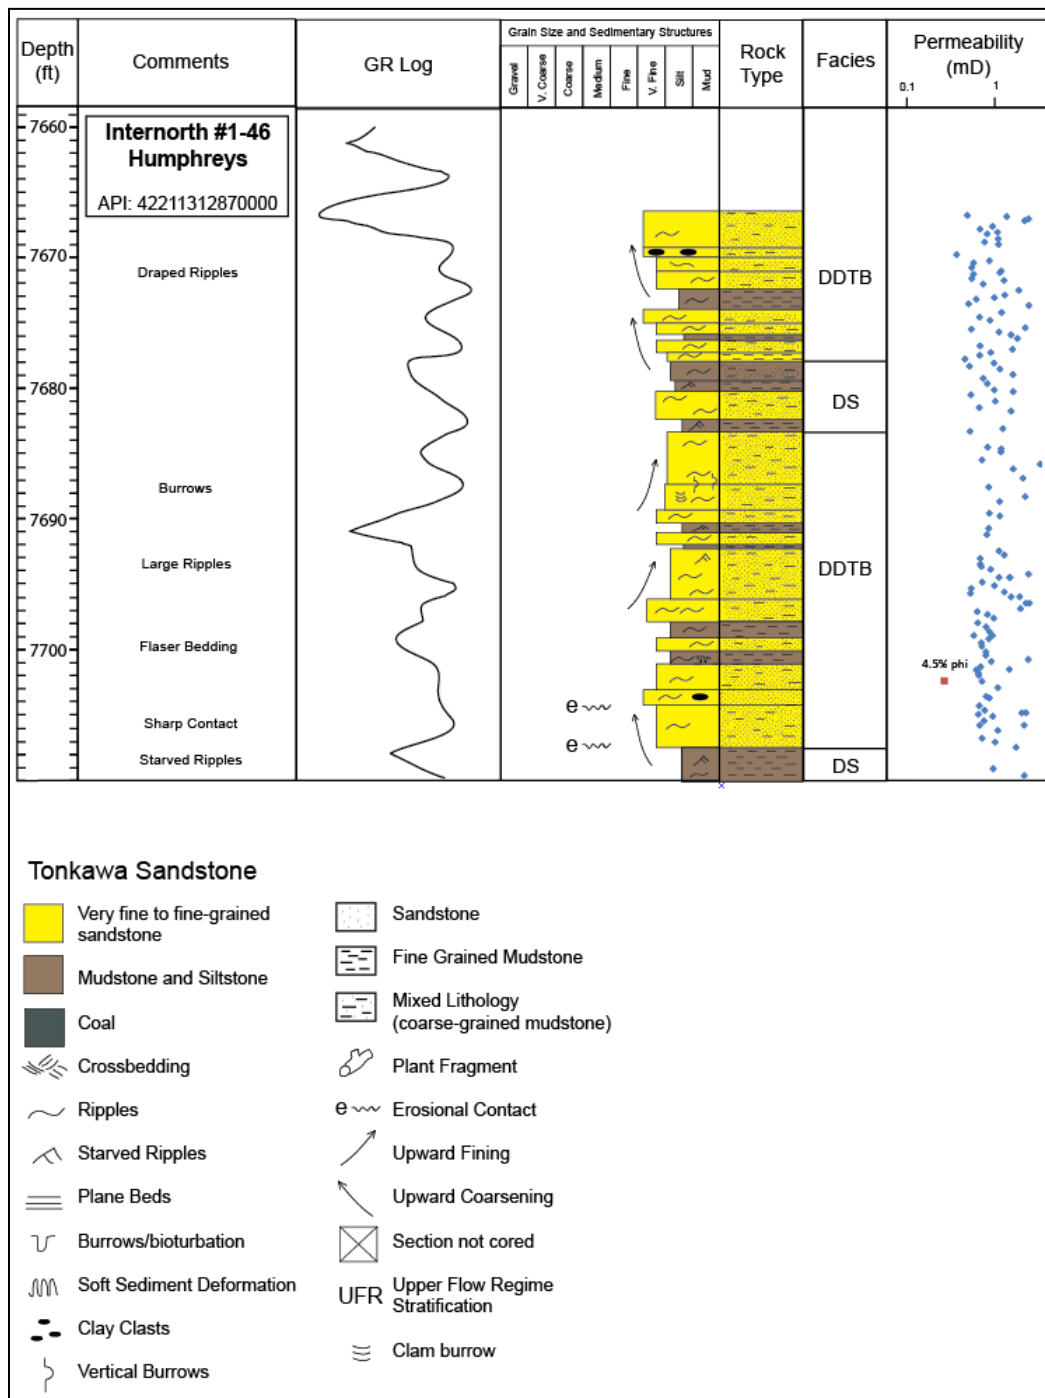 Depth
(ft)
Comments
GR Log
Grain Size and Sedimentary Structures
Gravel
V. Coarse
Coarse
Medium
Fine
V. Fine
Silt
Mud
Rock
Type
Facies
Permeability
(mD)
0.1
1
7660
Internorth #1-46
Humphreys
API: 42211312870000
7670
Draped Ripples
DDTB
7680
DS
Burrows
7690
Large Ripples
DDTB
7700
Flaser Bedding
4.5% phi
e
Sharp Contact
e
Starved Ripples
DS
Tonkawa Sandstone
Very fine to fine-grained
sandstone
Mudstone and Siltstone
Coal
Crossbedding
Ripples
Starved Ripples
Plane Beds
Burrows/bioturbation
Soft Sediment Deformation
Clay Clasts
Vertical Burrows
Sandstone
Fine Grained Mudstone
Mixed Lithology
(coarse-grained mudstone)
Plant Fragment
e Erosional Contact
Upward Fining
Upward Coarsening
Section not cored
UFR Upper Flow Regime
Stratification
Clam burrow